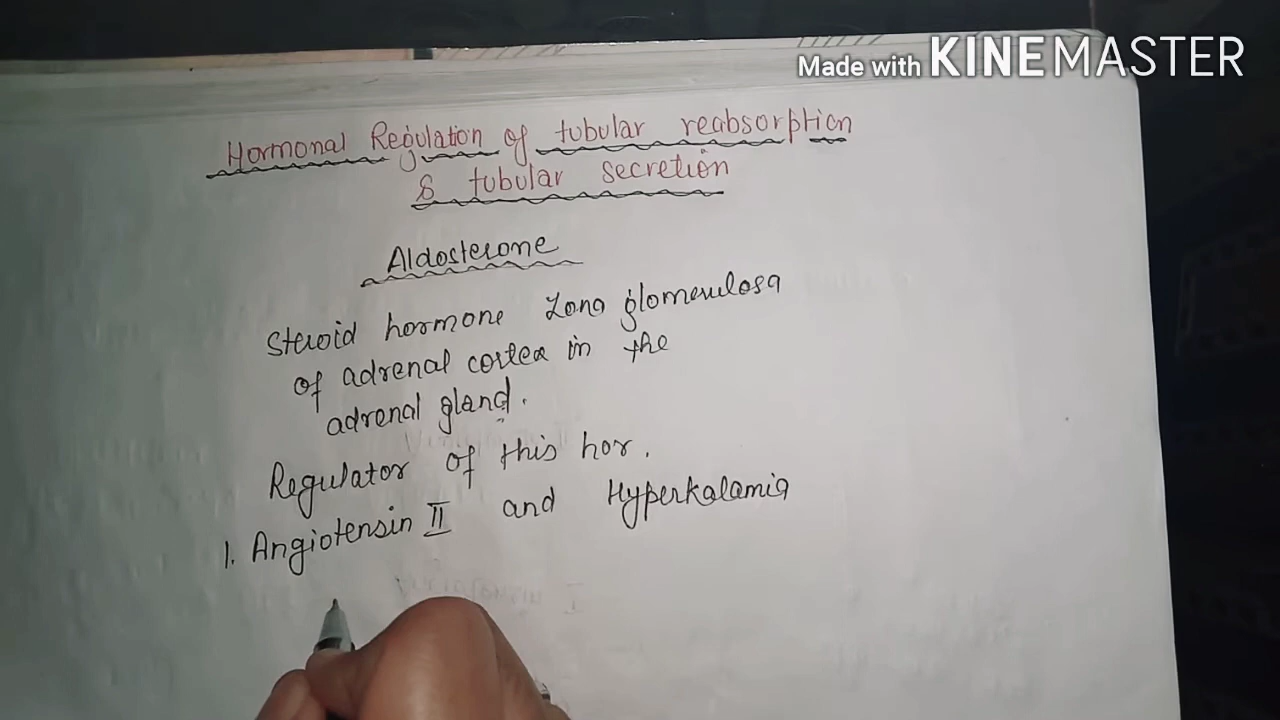 Made with KINEMASTER
Hormonal Regulation of tubular reabsorption
& tubular secretion
Aldosterone
Steroid hormone Zona glomerulosa
of adrenal cortex in the
adrenal gland.
Regulator of this hor.
1. Angiotensin II and Hyperkalamia